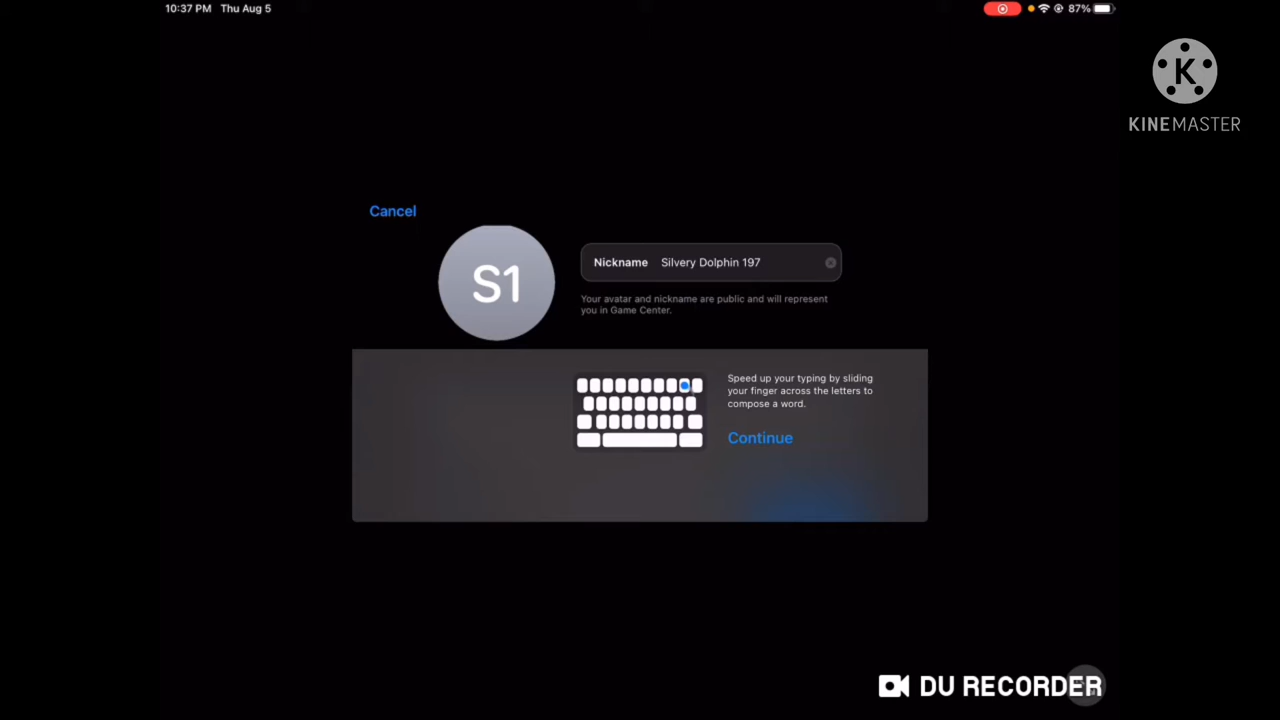 10:37 PM Thu Aug 5
87%
K
KINEMASTER
Cancel
S1
Nickname Silvery Dolphin 197
Your avatar and nickname are public and will represent
you in Game Center.
Speed up your typing by sliding
your finger across the letters to
compose a word.
Continue
DU RECORDER